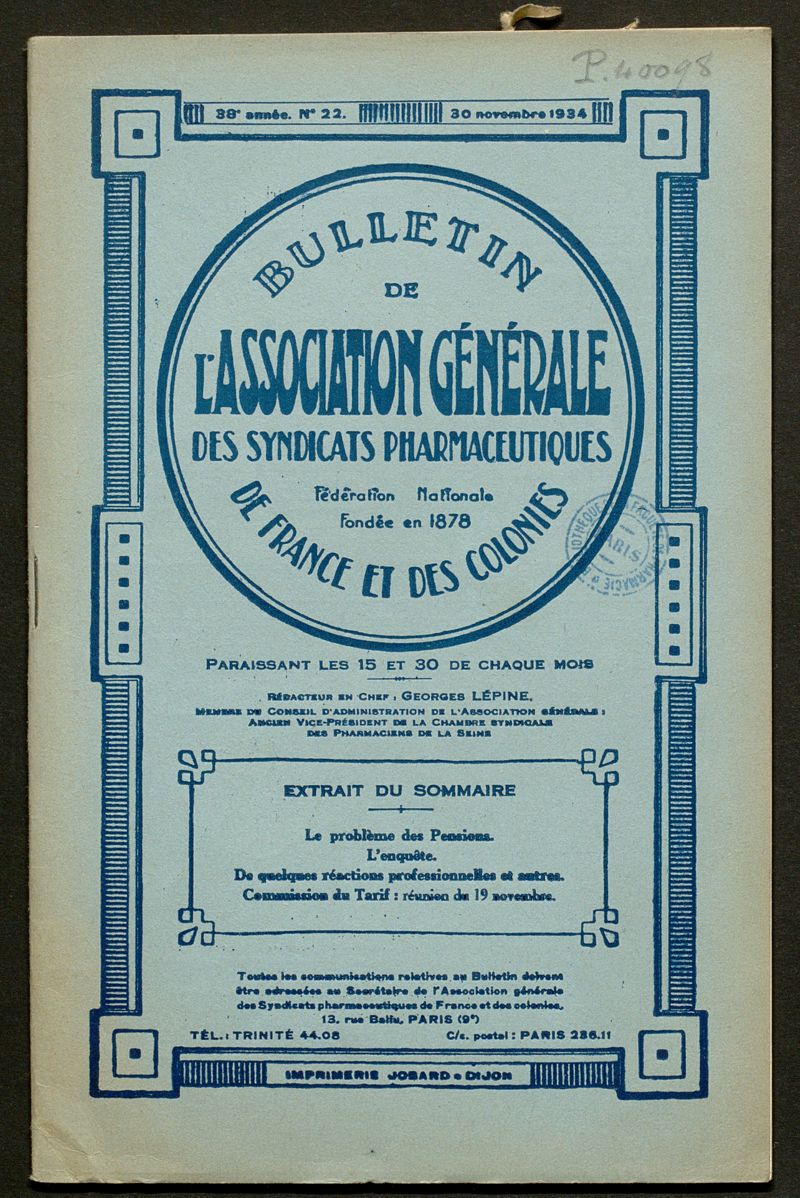 P. 40098
38e année. N° 22. 30 novembre 1934
BULLETIN
DE
L'ASSOCIATION GÉNÉRALE
DES SYNDICATS PHARMACEUTIQUES
Fédération Nationale
Fondée en 1878
DE FRANCE ET DES COLONIES
PARIS
PARAISSANT LES 15 ET 30 DE CHAQUE MOIS
RÉDACTEUR EN CHEF : GEORGES LÉPINE,
MEMBRE DU CONSEIL D'ADMINISTRATION DE L'ASSOCIATION GÉNÉRALE ;
ANCIEN VICE-PRÉSIDENT DE LA CHAMBRE SYNDICALE
DES PHARMACIENS DE LA SEINE
EXTRAIT DU SOMMAIRE
Le problème des Pensions.
L'enquête.
De quelques réactions professionnelles et autres.
Commission du Tarif : réunion du 19 novembre.
Toutes les communications relatives au Bulletin doivent
être adressées au Secrétaire de l'Association générale
des Syndicats pharmaceutiques de France et des colonies,
13, rue Ballu, PARIS (9e)
TÉL. : TRINITÉ 44.08 C/c. postal : PARIS 286.11
IMPRIMERIE JOBARD • DIJON